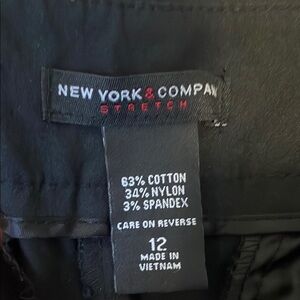 NEW YORK & COMPAN
STRETCH
63% COTTON
34% NYLON
3% SPANDEX
CARE ON REVERSE
12
MADE IN
VIETNAM